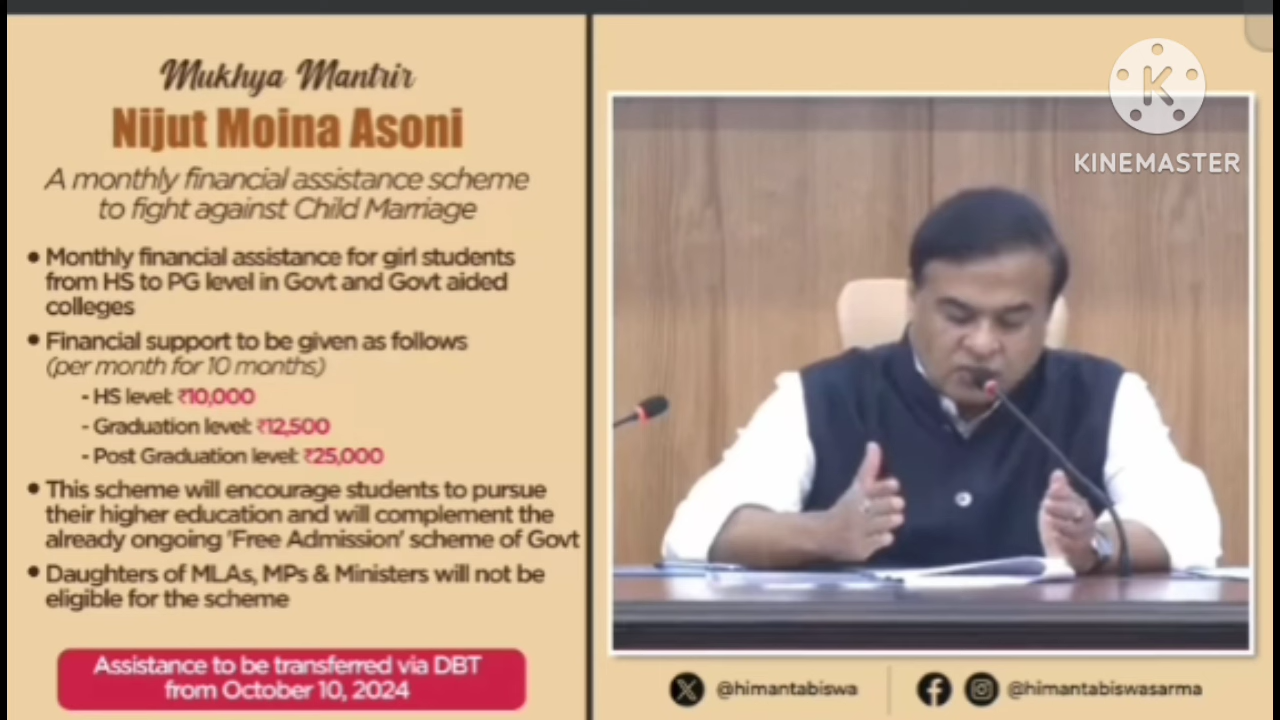 Mukhya Mantrir
Nijut Moina Asoni
A monthly financial assistance scheme
to fight against Child Marriage
• Monthly financial assistance for girl students
from HS to PG level in Govt and Govt aided
colleges
• Financial support to be given as follows
(per month for 10 months)
- HS level: ₹10,000
- Graduation level: ₹12,500
- Post Graduation level: ₹25,000
• This scheme will encourage students to pursue
their higher education and will complement the
already ongoing 'Free Admission' scheme of Govt
• Daughters of MLAs, MPs & Ministers will not be
eligible for the scheme
Assistance to be transferred via DBT
from October 10, 2024
K
KINEMASTER
@himantabiswa
@himantabiswasarma